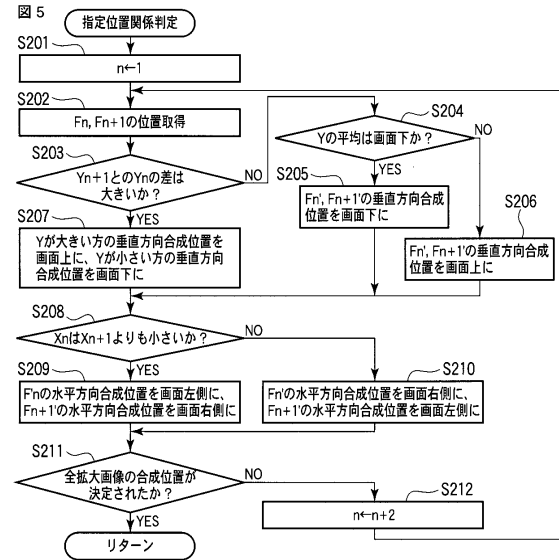 図5
指定位置関係判定
S201
n←1
S202
Fn, Fn+1の位置取得
S203
Yn+1とのYnの差は
大きいか？
NO
YES
S204
Yの平均は画面下か？
NO
YES
S205
Fn', Fn+1'の垂直方向合成
位置を画面下に
S206
Fn', Fn+1'の垂直方向合成
位置を画面上に
S207
Yが大きい方の垂直方向合成位置を
画面上に、Yが小さい方の垂直方向
合成位置を画面下に
S208
XnはXn+1よりも小さいか？
NO
YES
S209
F'nの水平方向合成位置を画面左側に、
Fn+1'の水平方向合成位置を画面右側に
S210
Fn'の水平方向合成位置を画面右側に、
Fn+1'の水平方向合成位置を画面左側に
S211
全拡大画像の合成位置が
決定されたか？
NO
YES
S212
n←n+2
リターン